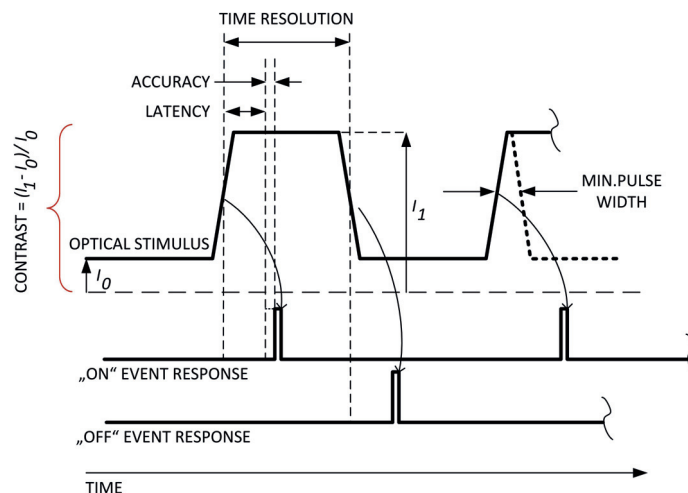 TIME RESOLUTION
ACCURACY
LATENCY
CONTRAST = (I₁-I₀)/ I₀
I₁
MIN.PULSE
WIDTH
OPTICAL STIMULUS
I₀
„ON“ EVENT RESPONSE
„OFF“ EVENT RESPONSE
TIME